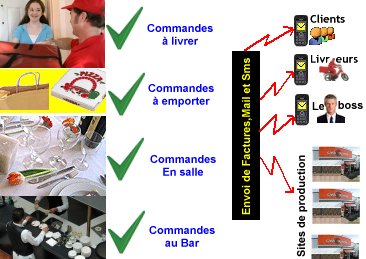 Commandes
à livrer
Commandes
à emporter
Commandes
En salle
Commandes
au Bar
Envoi de Factures,Mail et Sms
Clients
Livreurs
Le boss
Sites de production
PIZZA